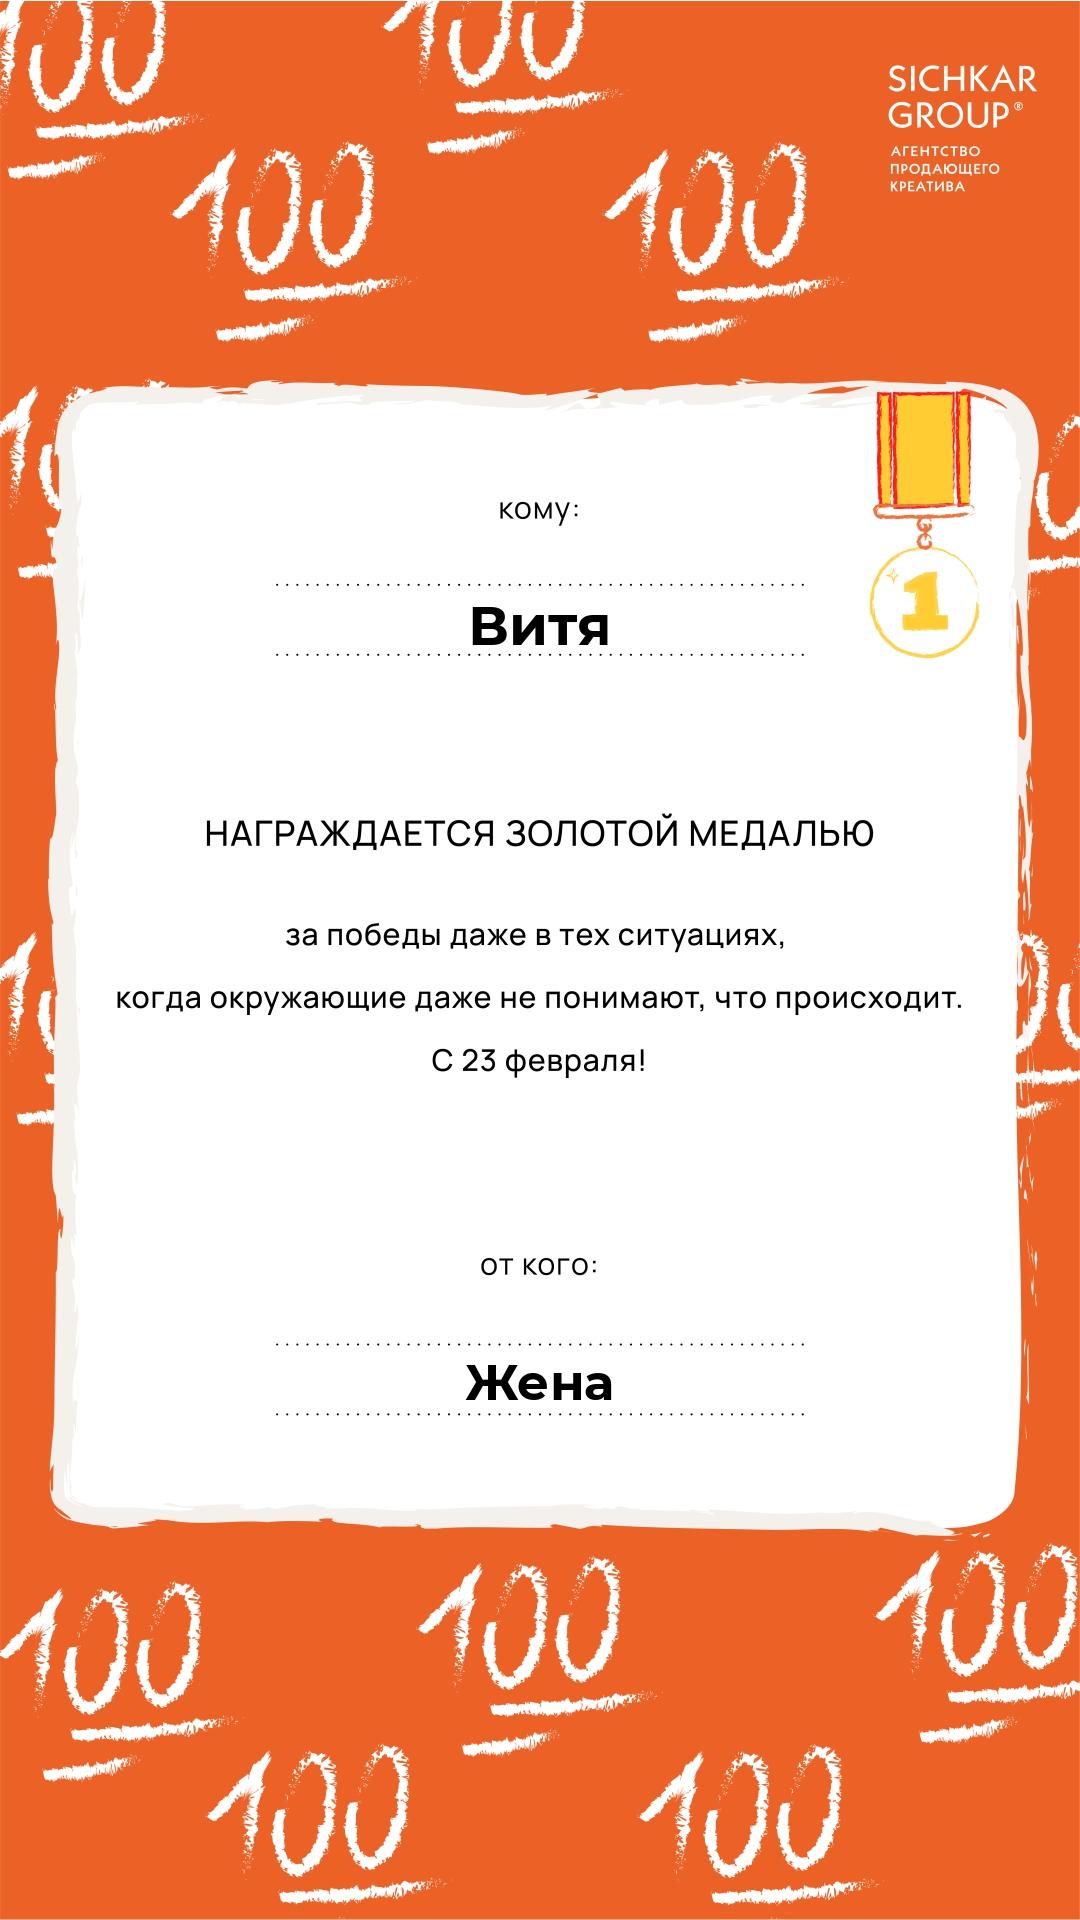 100
100
SICHKAR
GROUP®
АГЕНТСТВО
ПРОДАЮЩЕГО
КРЕАТИВА
100
100
кому:
1
Витя
НАГРАЖДАЕТСЯ ЗОЛОТОЙ МЕДАЛЬЮ
за победы даже в тех ситуациях,
когда окружающие даже не понимают, что происходит.
С 23 февраля!
от кого:
Жена
100
100
100
100
100